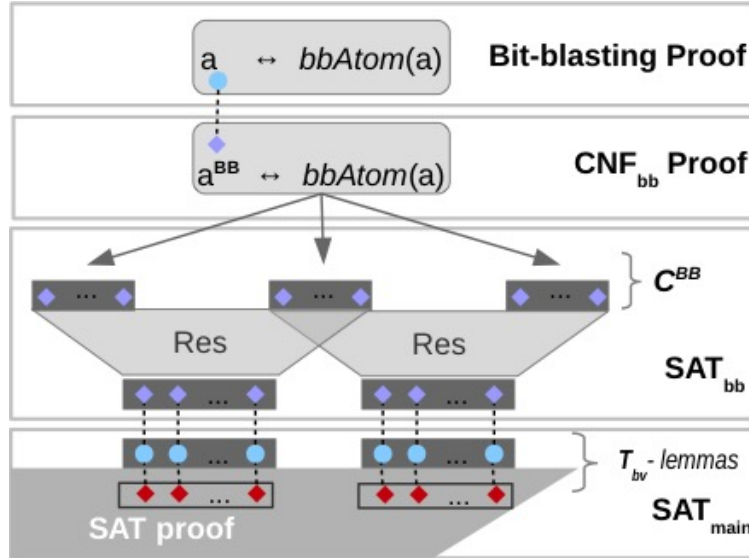 a ↔ bbAtom(a)
Bit-blasting Proof
a^BB ↔ bbAtom(a)
CNF_bb Proof
... ... ...
C^BB
Res Res
SAT_bb
... ...
... ...
T_bv- lemmas
... ...
SAT proof
SAT_main